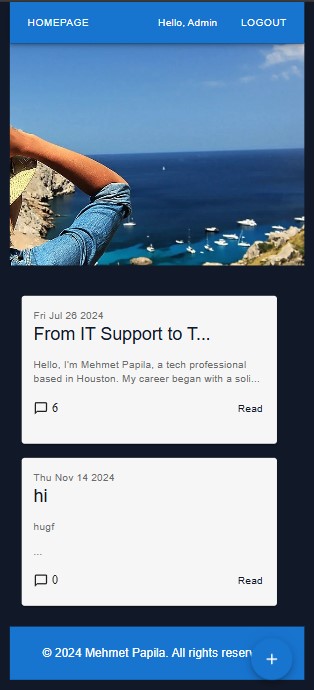 HOMEPAGE Hello, Admin LOGOUT
Fri Jul 26 2024
From IT Support to T...
Hello, I'm Mehmet Papila, a tech professional
based in Houston. My career began with a soli...
6 Read
Thu Nov 14 2024
hi
hugf
...
0 Read
© 2024 Mehmet Papila. All rights reserv
+